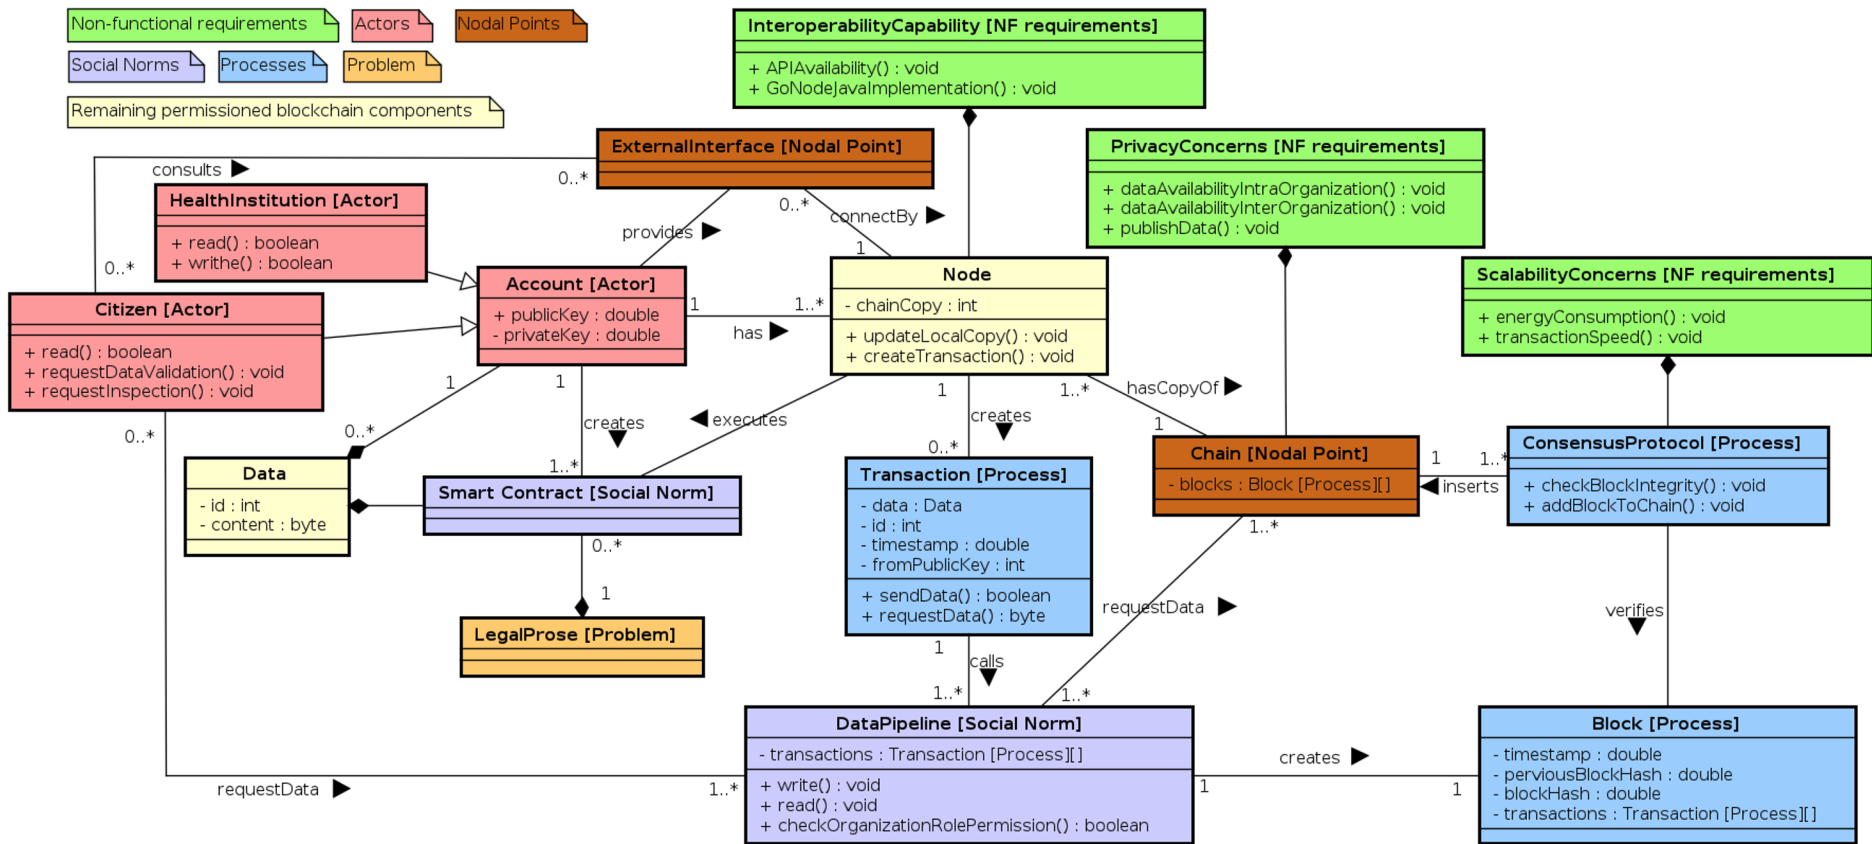 Non-functional requirements
Actors
Nodal Points
Social Norms
Processes
Problem
Remaining permissioned blockchain components
InteroperabilityCapability [NF requirements]
+ APIAvailability() : void
+ GoNodeJavaImplementation() : void
ExternalInterface [Nodal Point]
consults
0..*
0..*
HealthInstitution [Actor]
+ read() : boolean
+ writhe() : boolean
provides
0..*
connectBy
1
PrivacyConcerns [NF requirements]
+ dataAvailabilityIntraOrganization() : void
+ dataAvailabilityInterOrganization() : void
+ publishData() : void
ScalabilityConcerns [NF requirements]
+ energyConsumption() : void
+ transactionSpeed() : void
Citizen [Actor]
+ read() : boolean
+ requestDataValidation() : void
+ requestInspection() : void
Account [Actor]
+ publicKey : double
- privateKey : double
1
1..*
has
Node
- chainCopy : int
+ updateLocalCopy() : void
+ createTransaction() : void
1
0..*
1
creates
1..*
executes
1
creates
0..*
1..*
hasCopyOf
1
Data
- id : int
- content : byte
Smart Contract [Social Norm]
0..*
1
LegalProse [Problem]
Transaction [Process]
- data : Data
- id : int
- timestamp : double
- fromPublicKey : int
+ sendData() : boolean
+ requestData() : byte
Chain [Nodal Point]
- blocks : Block [Process][]
1
1..*
inserts
ConsensusProtocol [Process]
+ checkBlockIntegrity() : void
+ addBlockToChain() : void
1..*
requestData
1..*
verifies
1
calls
1..*
0..*
requestData
1..*
DataPipeline [Social Norm]
- transactions : Transaction [Process][]
+ write() : void
+ read() : void
+ checkOrganizationRolePermission() : boolean
creates
1
1
Block [Process]
- timestamp : double
- perviousBlockHash : double
- blockHash : double
- transactions : Transaction [Process][]